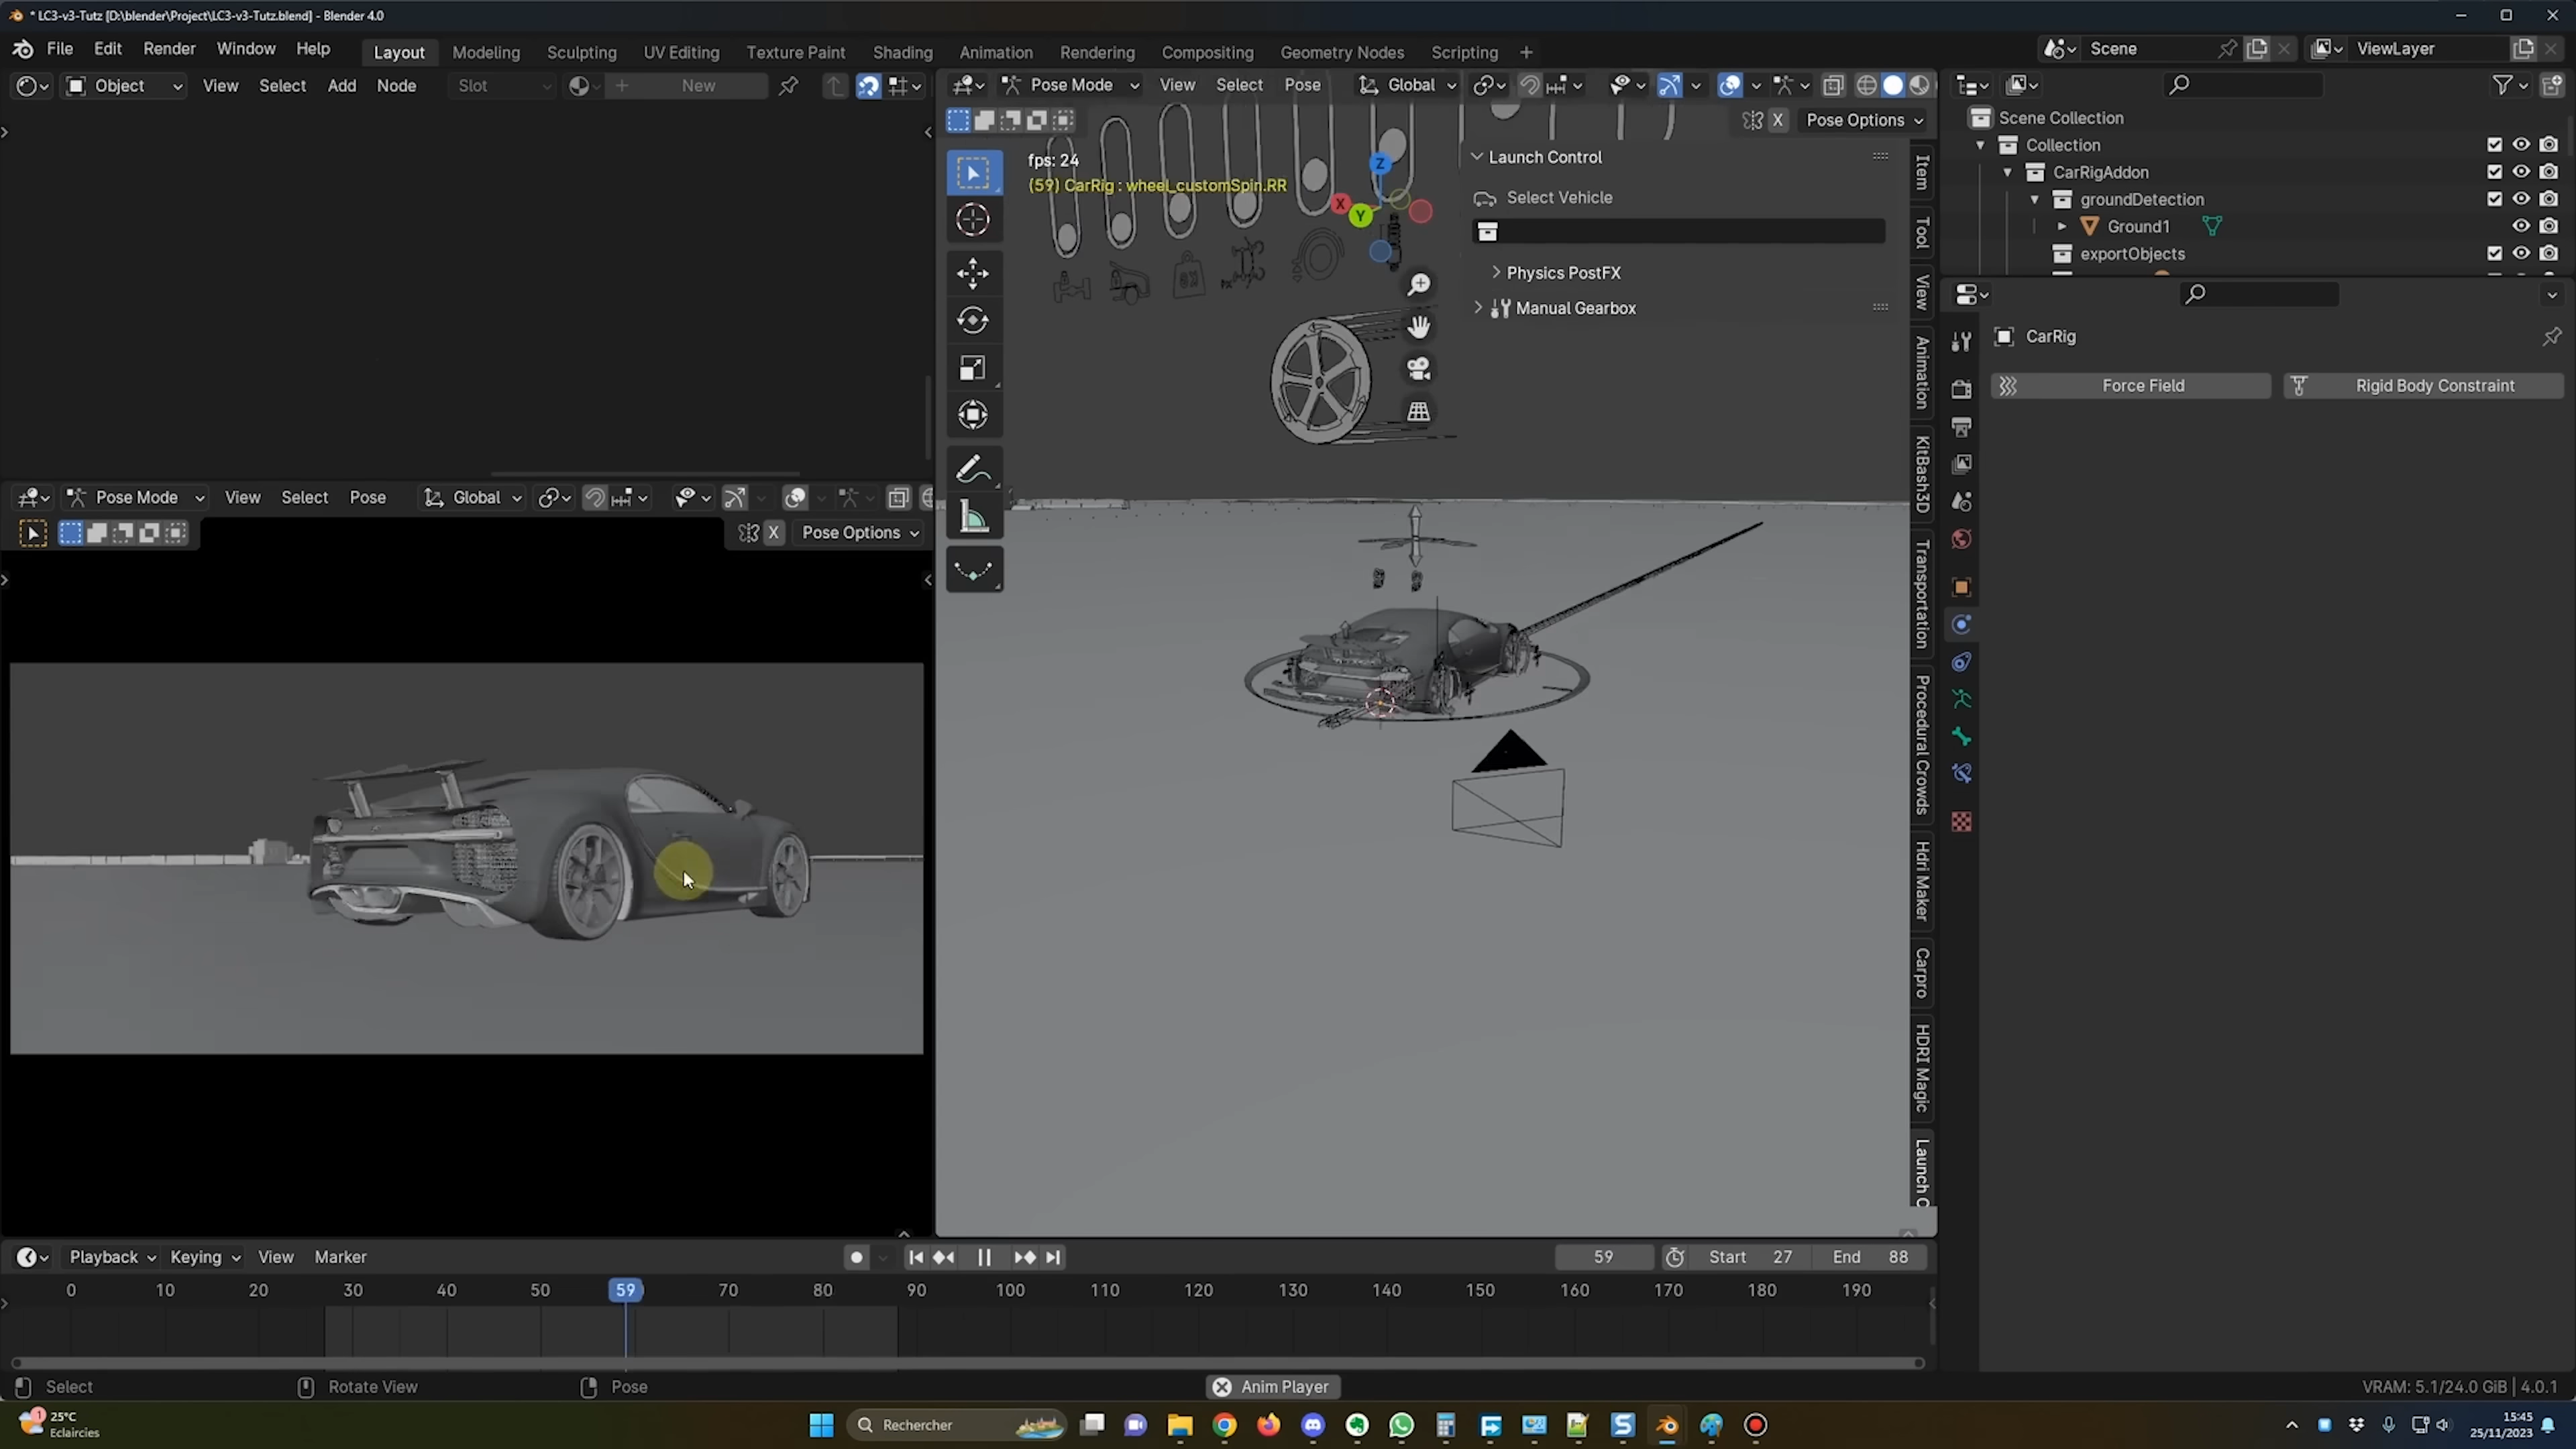 * LC3-v3-Tutz [D:\blender\Project\LC3-v3-Tutz.blend] - Blender 4.0
File Edit Render Window Help Layout Modeling Sculpting UV Editing Texture Paint Shading Animation Rendering Compositing Geometry Nodes Scripting + Scene ViewLayer
Object View Select Add Node Slot New
Pose Mode View Select Pose Global
X Pose Options
fps: 24
(59) CarRig : wheel_customSpin.RR
Z
X
Y
Launch Control
Select Vehicle
Physics PostFX
Manual Gearbox
Item
Tool
View
Animation
KitBash3D
Transportation
Procedural Crowds
Hdri Maker
Carpro
HDRI Magic
Launch C
Scene Collection
Collection
CarRigAddon
groundDetection
Ground1
exportObjects
CarRig
Force Field Rigid Body Constraint
Pose Mode View Select Pose Global
X Pose Options
Playback Keying View Marker 59 Start 27 End 88
0 10 20 30 40 50 59 70 80 90 100 110 120 130 140 150 160 170 180 190
Select Rotate View Pose Anim Player VRAM: 5.1/24.0 GiB | 4.0.1
1
25°C
Eclaircies
Rechercher
15:45
25/11/2023